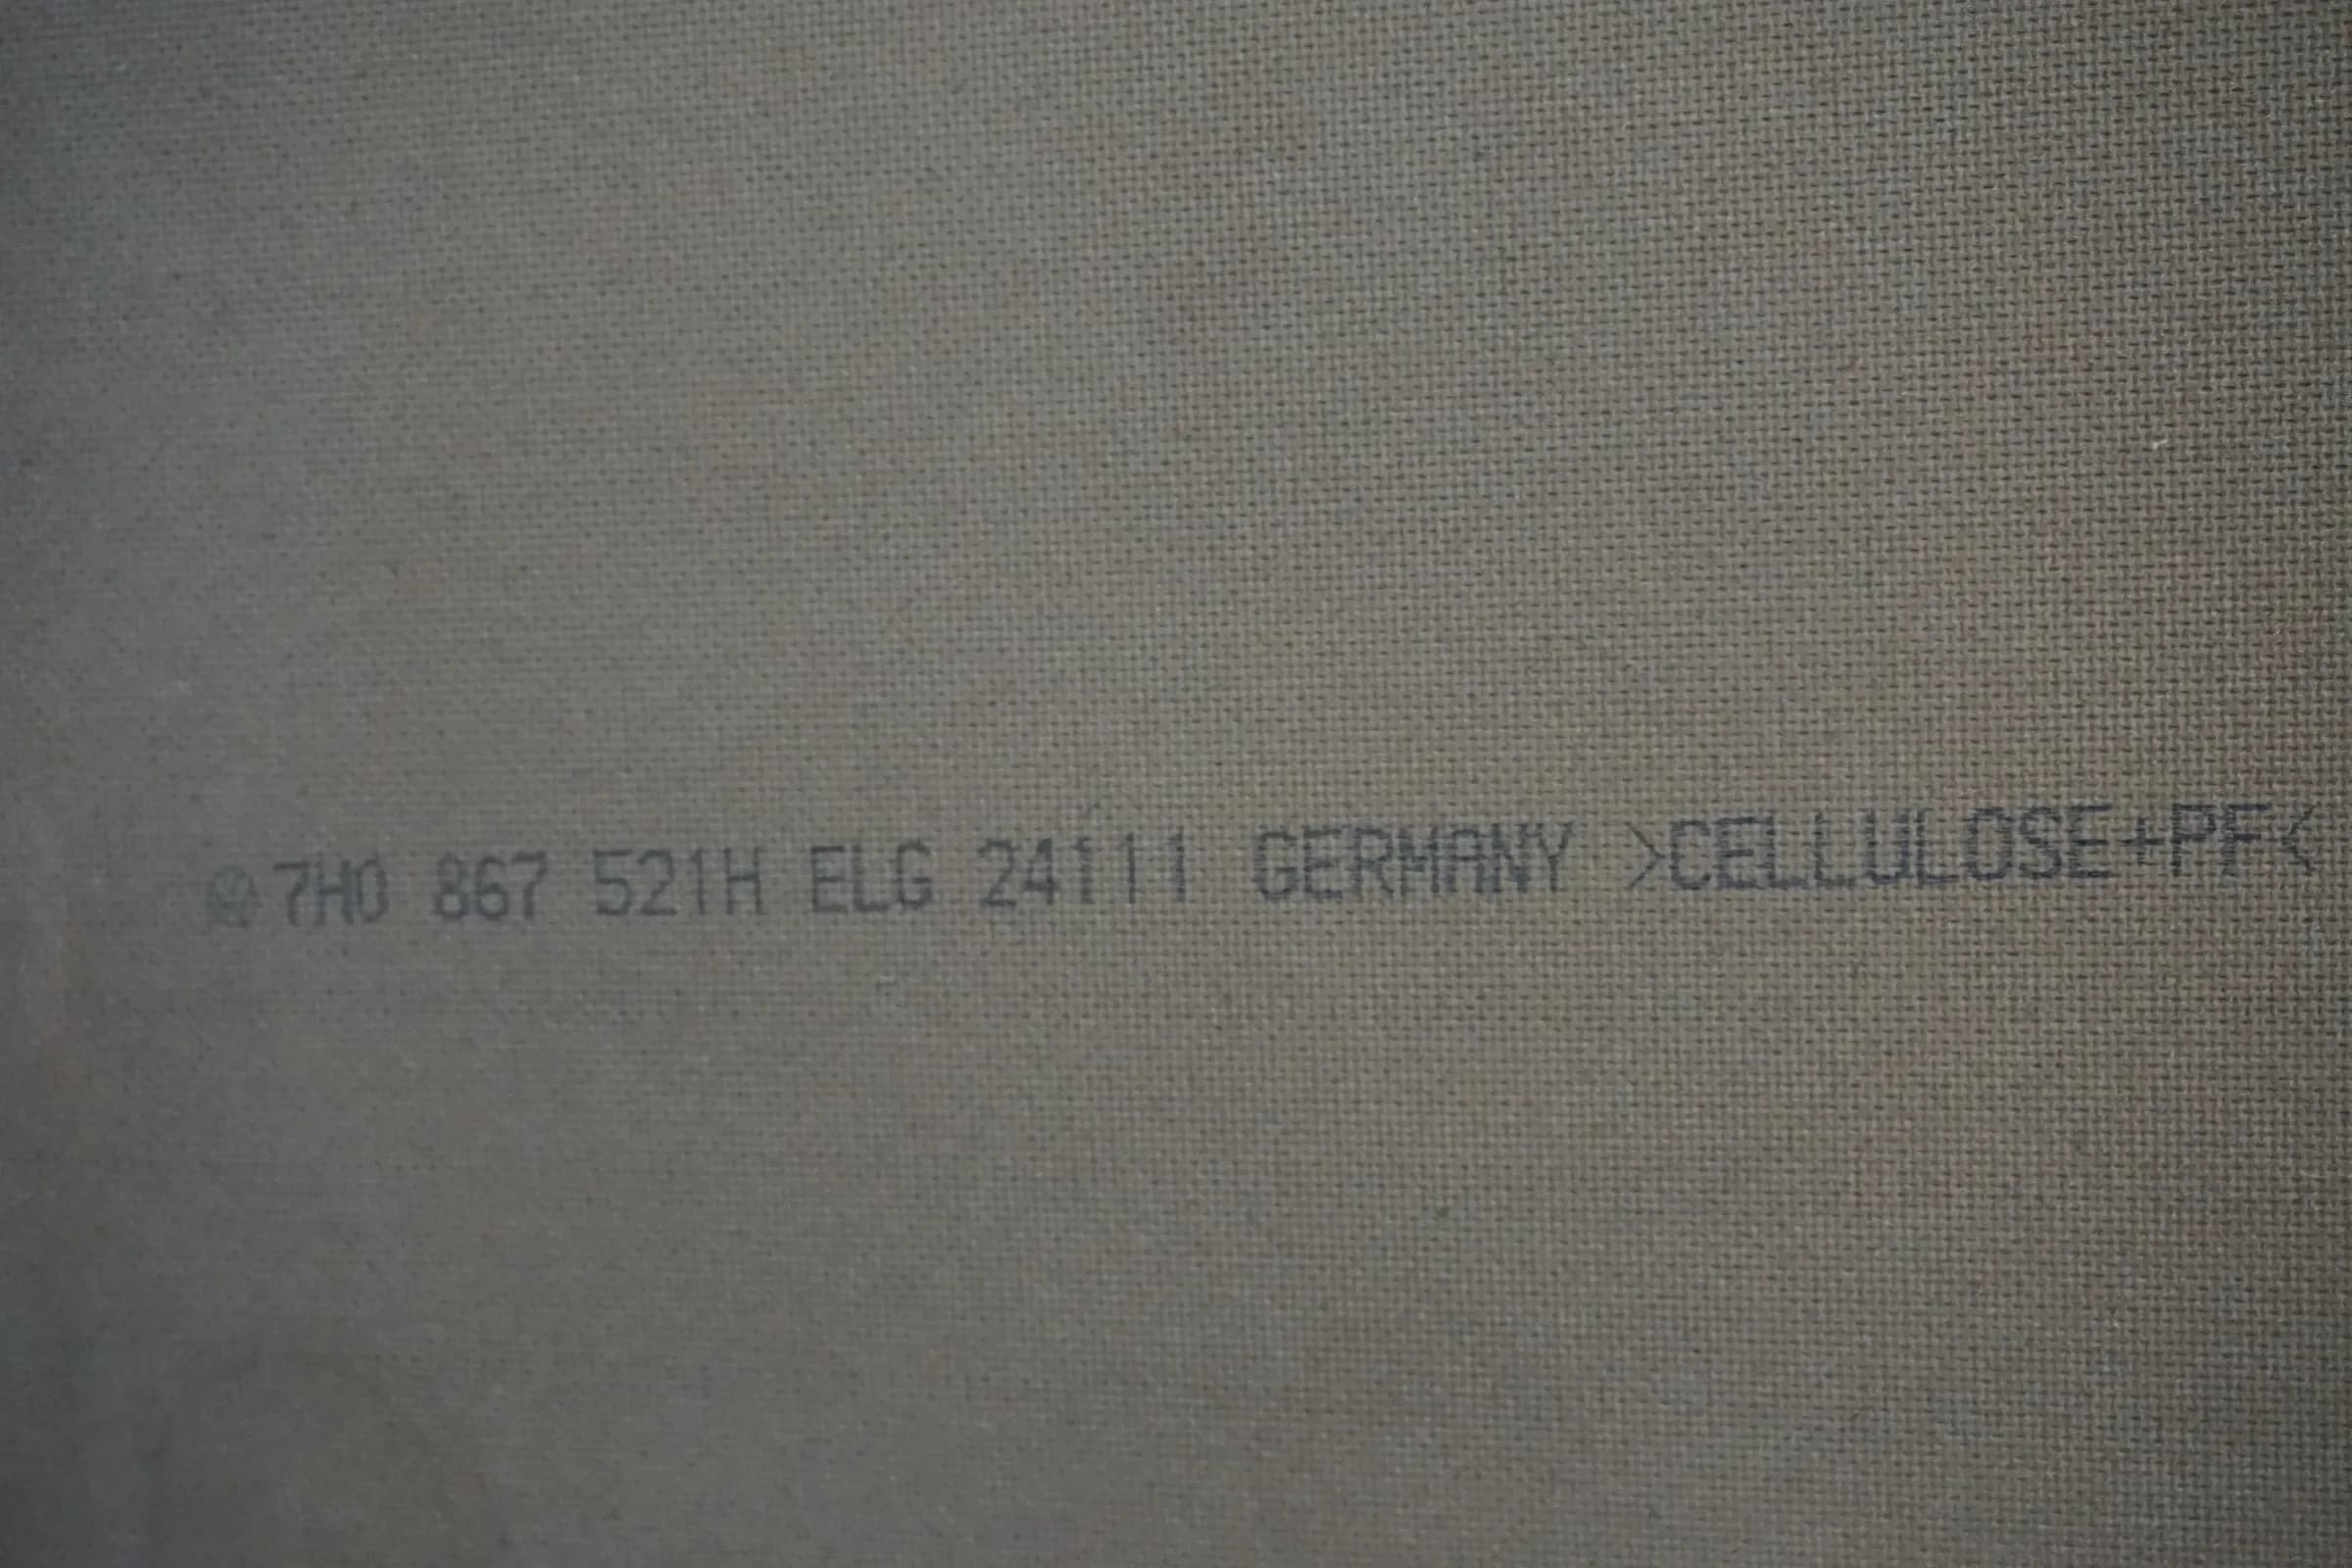 7H0 867 521H ELG 24111 GERMANY >CELLULOSE+PF<